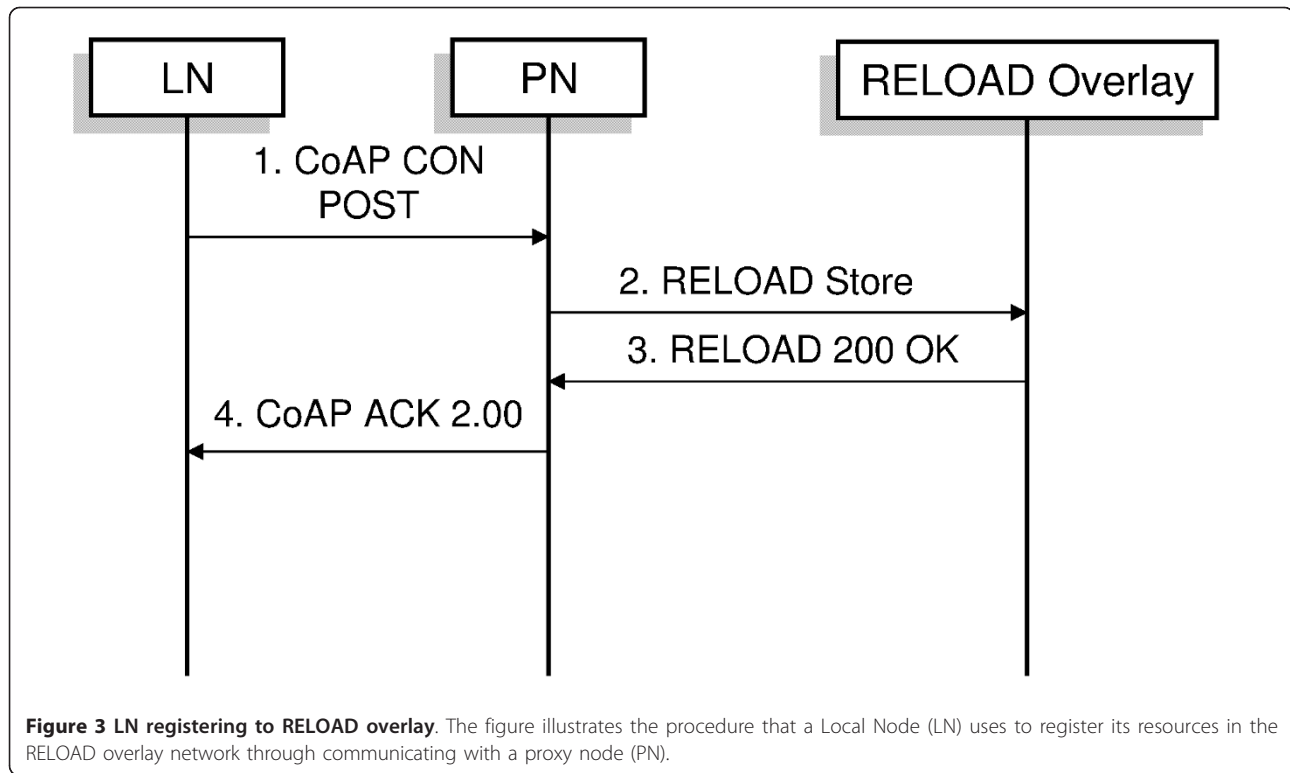 LN
PN
RELOAD Overlay
1. CoAP CON
POST
2. RELOAD Store
3. RELOAD 200 OK
4. CoAP ACK 2.00
Figure 3 LN registering to RELOAD overlay. The figure illustrates the procedure that a Local Node (LN) uses to register its resources in the
RELOAD overlay network through communicating with a proxy node (PN).